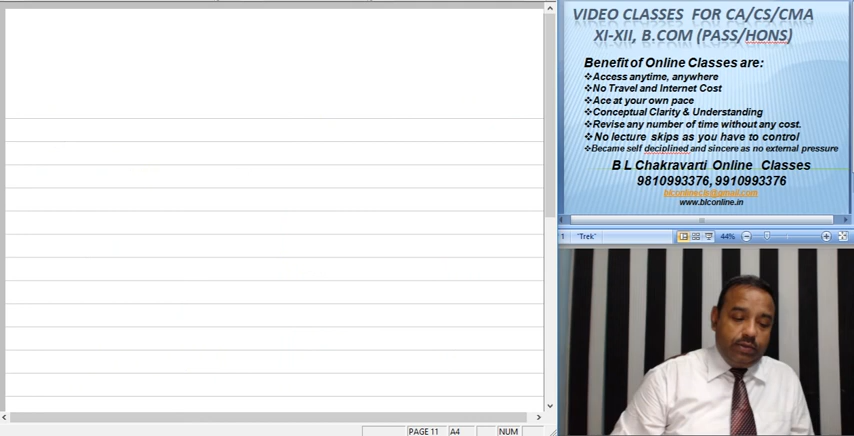 VIDEO CLASSES FOR CA/CS/CMA
XI-XII, B.COM (PASS/HONS)
Benefit of Online Classes are:
❖Access anytime, anywhere
❖No Travel and Internet Cost
❖Ace at your own pace
❖Conceptual Clarity & Understanding
❖Revise any number of time without any cost.
❖No lecture skips as you have to control
❖Became self deciplined and sincere as no external pressure
B L Chakravarti Online Classes
9810993376, 9910993376
blconlinecls@gmail.com
www.blconline.in
1 "Trek" 44%
PAGE 11 A4 NUM